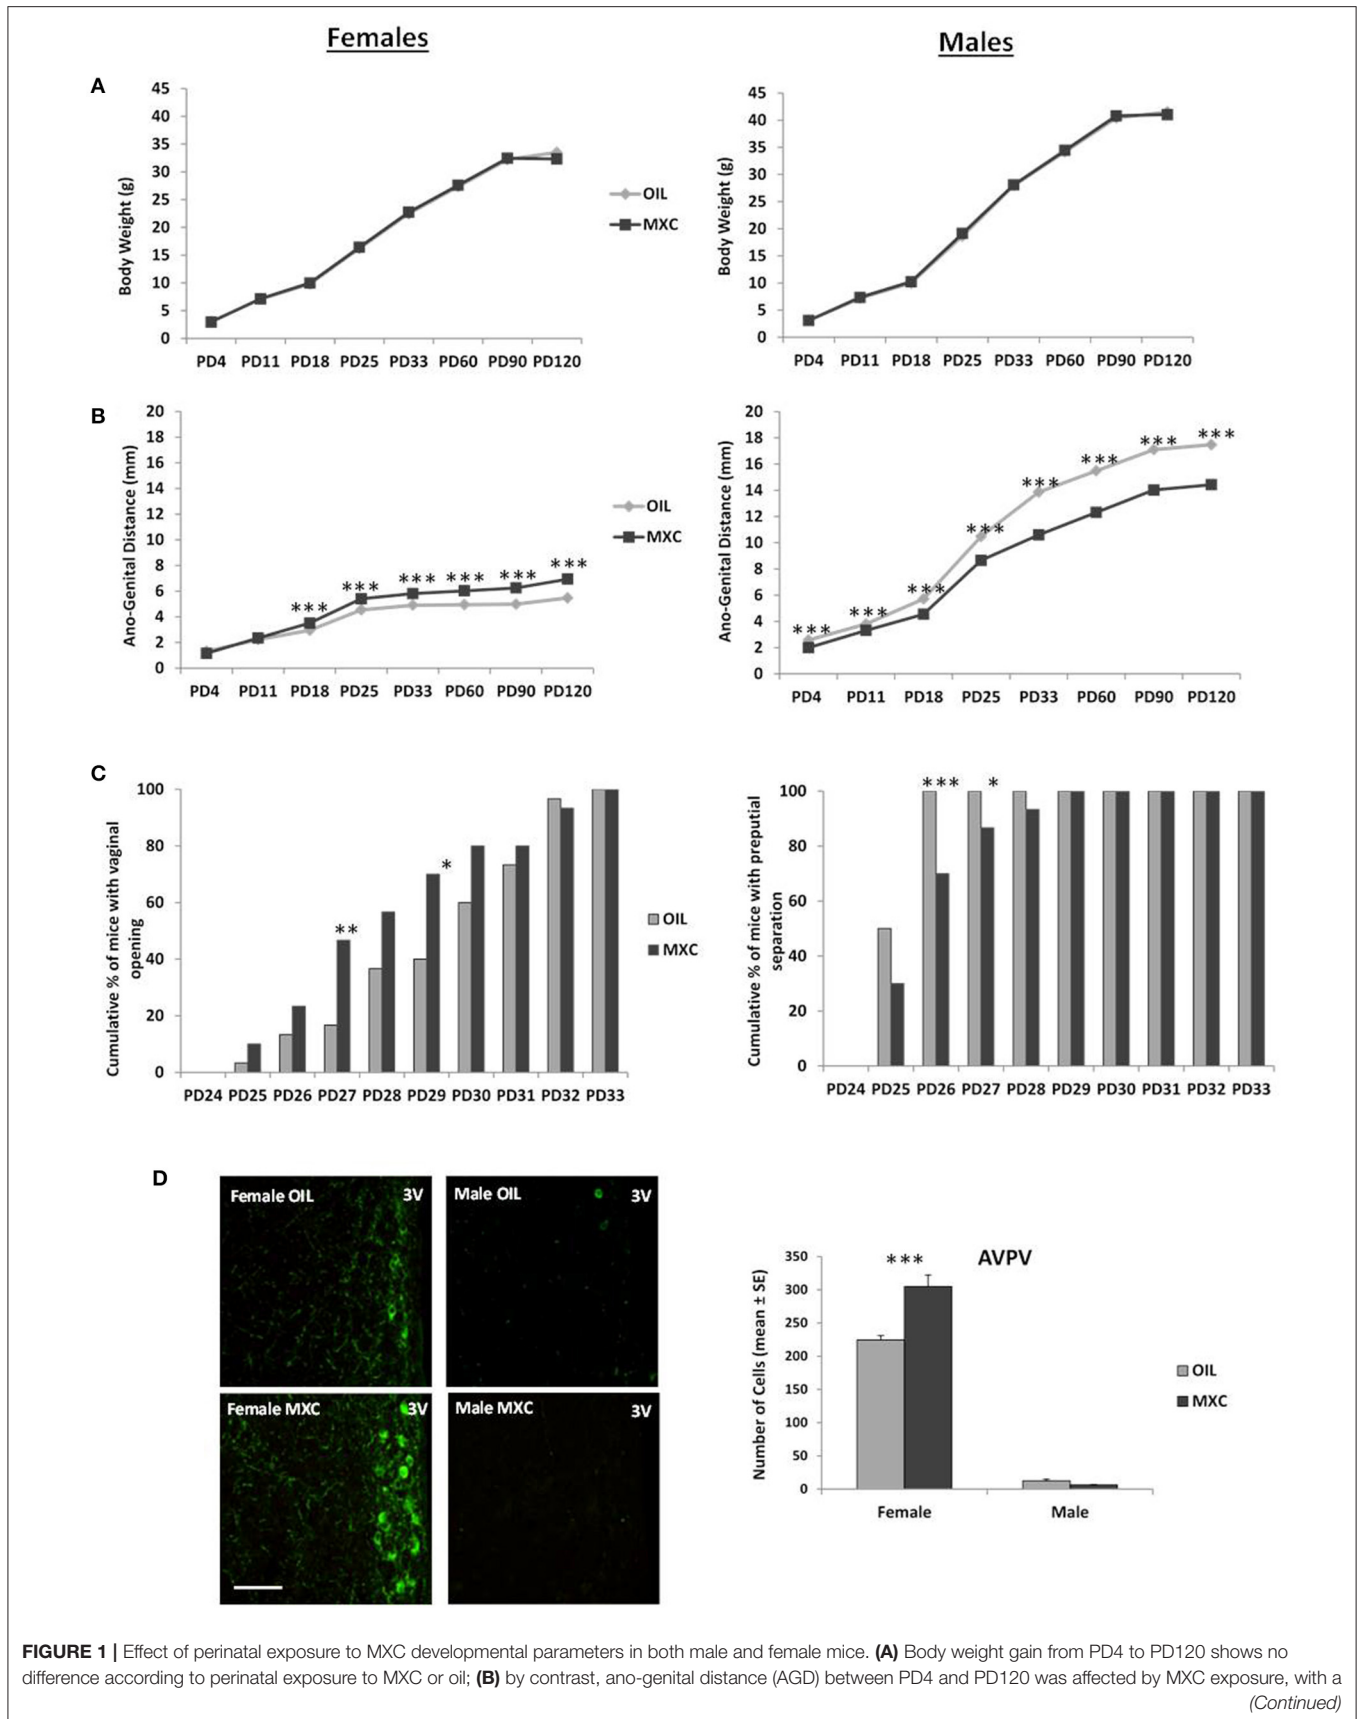 Females
Males
A
45
40
35
30
25
20
15
10
5
0
Body Weight (g)
PD4 PD11 PD18 PD25 PD33 PD60 PD90 PD120
OIL
MXC
45
40
35
30
25
20
15
10
5
0
Body Weight (g)
PD4 PD11 PD18 PD25 PD33 PD60 PD90 PD120
B
20
18
16
14
12
10
8
6
4
2
0
Ano-Genital Distance (mm)
*** *** *** *** *** ***
PD4 PD11 PD18 PD25 PD33 PD60 PD90 PD120
OIL
MXC
20
18
16
14
12
10
8
6
4
2
0
Ano-Genital Distance (mm)
*** *** *** *** *** *** *** ***
PD4 PD11 PD18 PD25 PD33 PD60 PD90 PD120
C
100
80
60
40
20
0
Cumulative % of mice with vaginal
opening
** *
PD24 PD25 PD26 PD27 PD28 PD29 PD30 PD31 PD32 PD33
OIL
MXC
100
80
60
40
20
0
Cumulative % of mice with preputial
separation
*** *
PD24 PD25 PD26 PD27 PD28 PD29 PD30 PD31 PD32 PD33
D
Female OIL 3V
Male OIL 3V
Female MXC 3V
Male MXC 3V
AVPV
***
350
300
250
200
150
100
50
0
Number of Cells (mean ± SE)
Female Male
OIL
MXC
FIGURE 1 | Effect of perinatal exposure to MXC developmental parameters in both male and female mice. (A) Body weight gain from PD4 to PD120 shows no
difference according to perinatal exposure to MXC or oil; (B) by contrast, ano-genital distance (AGD) between PD4 and PD120 was affected by MXC exposure, with a
(Continued)